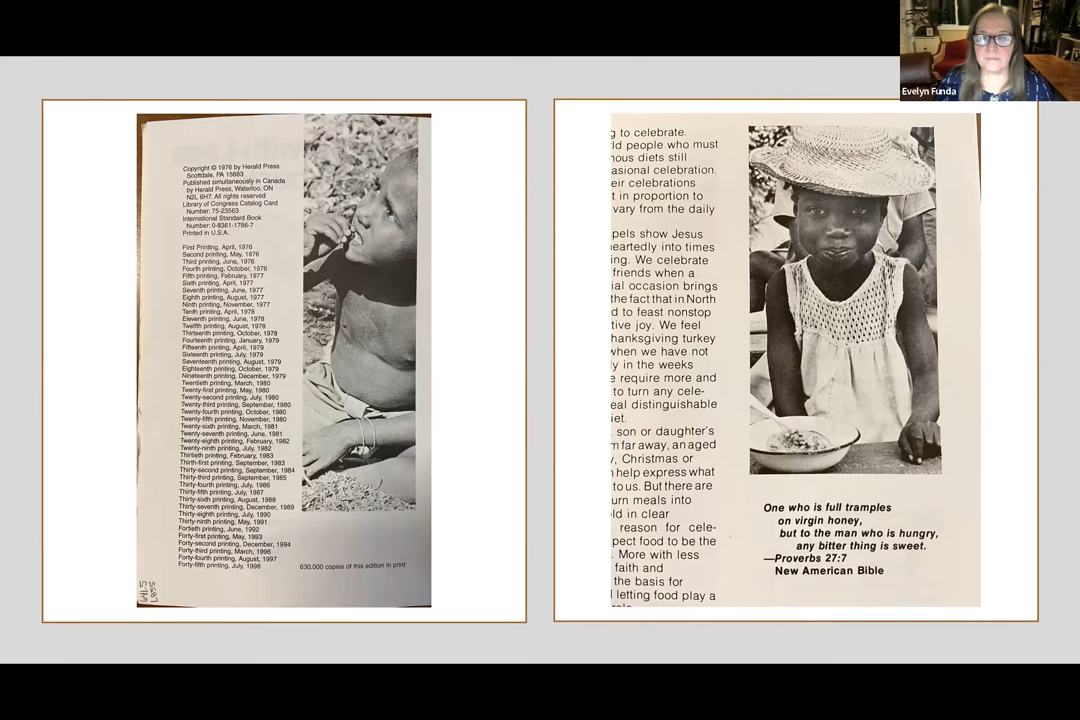 Evelyn Funda
Copyright © 1976 by Herald Press
Scottdale, PA 15683
Published simultaneously in Canada
by Herald Press, Waterloo, ON
N2L 6H7. All rights reserved
Library of Congress Catalog Card
Number: 75-23563
International Standard Book
Number: 0-8361-1786-7
Printed in U.S.A.
First Printing, April, 1976
Second printing, May, 1976
Third printing, June, 1976
Fourth printing, October, 1976
Fifth printing, February, 1977
Sixth printing, April, 1977
Seventh printing, June, 1977
Eighth printing, August, 1977
Ninth printing, November, 1977
Tenth printing, April, 1978
Eleventh printing, June, 1978
Twelfth printing, August, 1978
Thirteenth printing, October, 1978
Fourteenth printing, January, 1979
Fifteenth printing, April, 1979
Sixteenth printing, July, 1979
Seventeenth printing, August, 1979
Eighteenth printing, October, 1979
Nineteenth printing, December, 1979
Twentieth printing, March, 1980
Twenty-first printing, May, 1980
Twenty-second printing, July, 1980
Twenty-third printing, September, 1980
Twenty-fourth printing, October, 1980
Twenty-fifth printing, November, 1980
Twenty-sixth printing, March, 1981
Twenty-seventh printing, June, 1981
Twenty-eighth printing, February, 1982
Twenty-ninth printing, July, 1982
Thirtieth printing, February, 1983
Thirth-first printing, September, 1983
Thirty-second printing, September, 1984
Thirty-third printing, September, 1985
Thirty-fourth printing, July, 1986
Thirty-fifth printing, July, 1987
Thirty-sixth printing, August, 1988
Thirty-seventh printing, December, 1989
Thirty-eighth printing, July, 1990
Thirty-ninth printing, May, 1991
Fortieth printing, June, 1992
Forty-first printing, May, 1993
Forty-second printing, December, 1994
Forty-third printing, March, 1996
Forty-fourth printing, August, 1997
Forty-fifth printing, July, 1998
630,000 copies of this edition in print
641.5
L855
g to celebrate.
ld people who must
nous diets still
asional celebration.
eir celebrations
t in proportion to
vary from the daily
pels show Jesus
eartedly into times
ing. We celebrate
friends when a
ial occasion brings
the fact that in North
d to feast nonstop
tive joy. We feel
hanksgiving turkey
when we have not
y in the weeks
e require more and
to turn any cele-
eal distinguishable
iet.
son or daughter's
m far away, an aged
y, Christmas or
help express what
to us. But there are
urn meals into
ld in clear
reason for cele-
pect food to be the
. More with less
faith and
the basis for
letting food play a
role
One who is full tramples
on virgin honey,
but to the man who is hungry,
any bitter thing is sweet.
—Proverbs 27:7
New American Bible